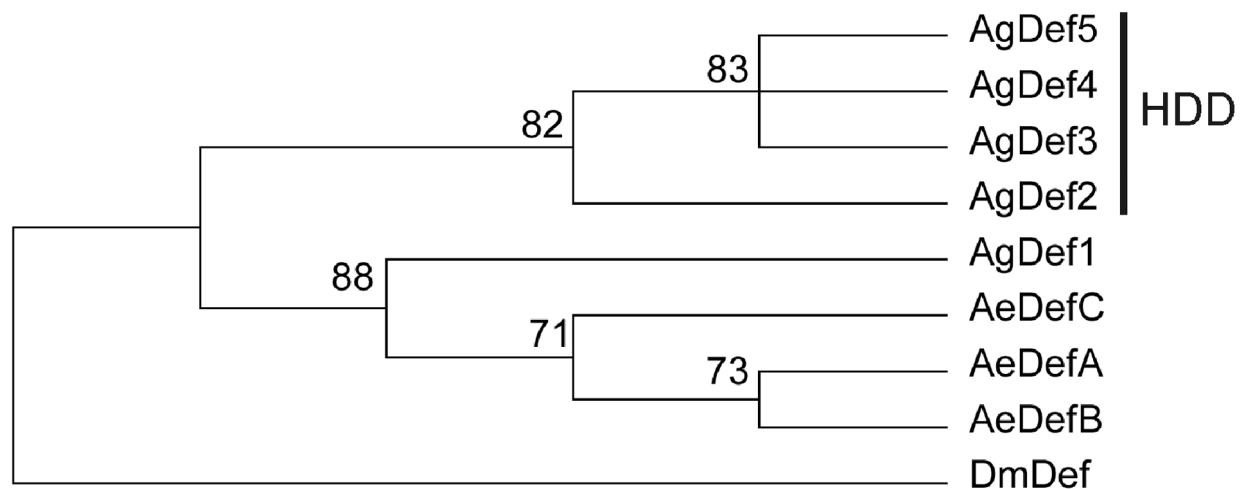 AgDef5
83
AgDef4
HDD
82
AgDef3
AgDef2
AgDef1
88
AeDefC
71
AeDefA
73
AeDefB
DmDef